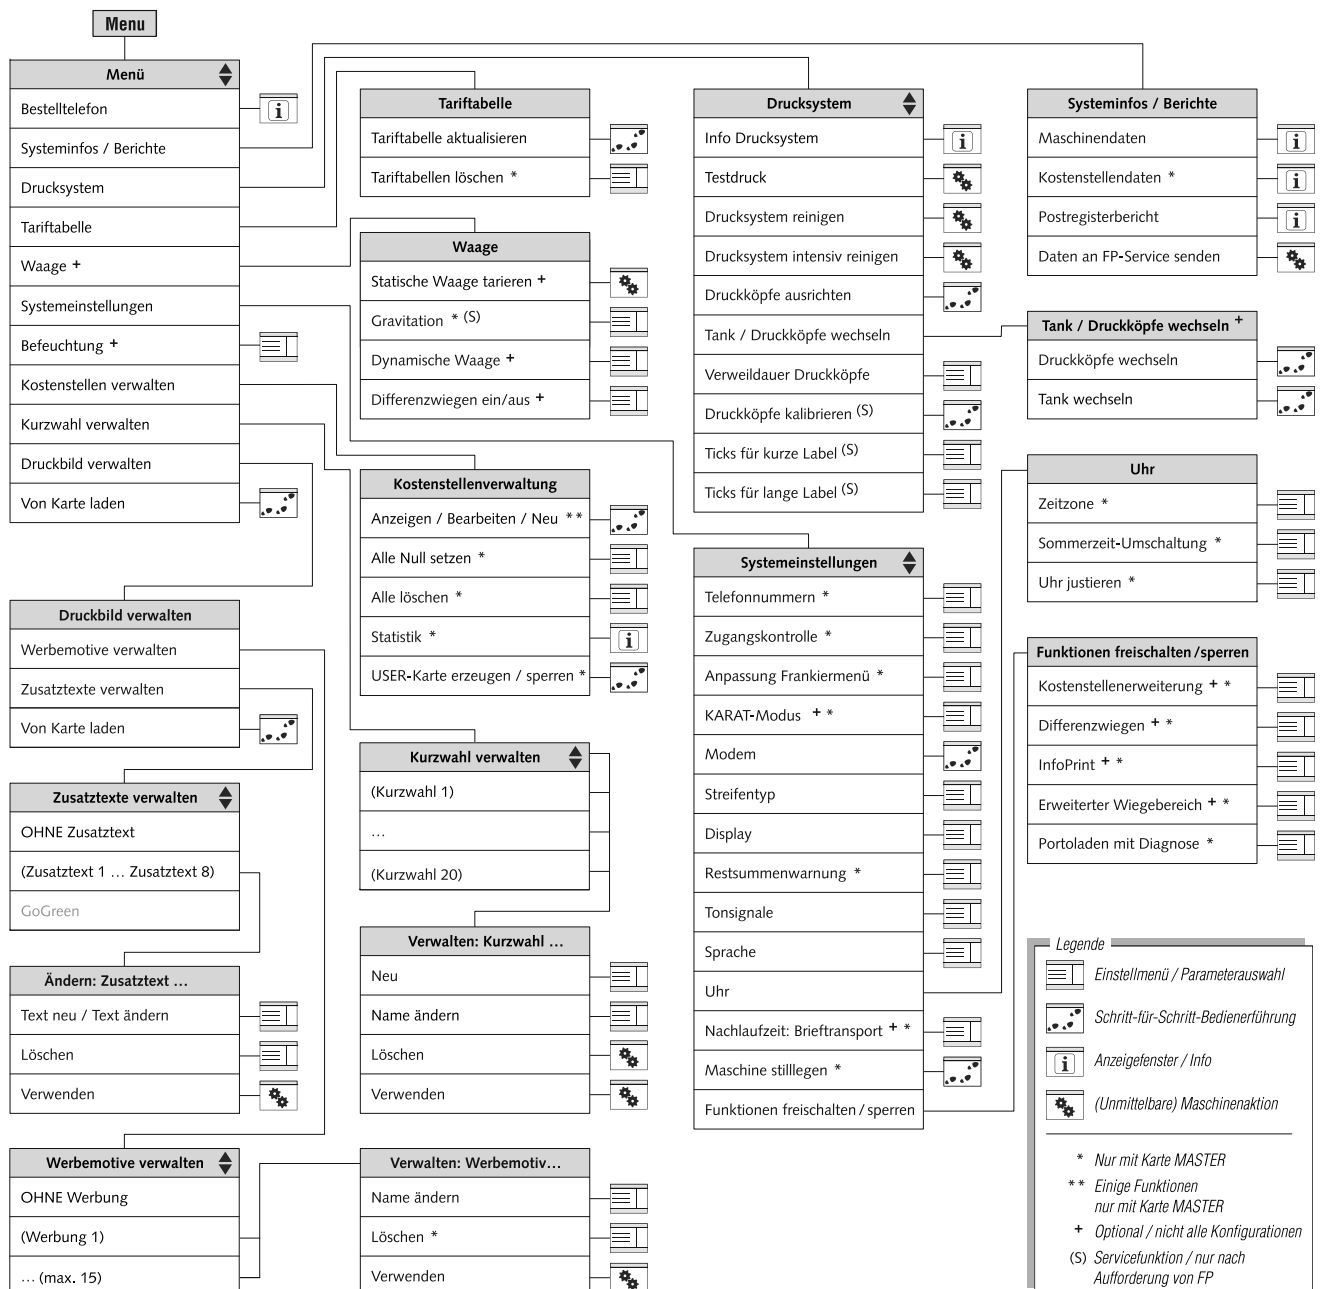 Menu
Menü
Bestelltelefon
Systeminfos / Berichte
Drucksystem
Tariftabelle
Waage +
Systemeinstellungen
Befeuchtung +
Kostenstellen verwalten
Kurzwahl verwalten
Druckbild verwalten
Von Karte laden
Druckbild verwalten
Werbemotive verwalten
Zusatztexte verwalten
Von Karte laden
Zusatztexte verwalten
OHNE Zusatztext
(Zusatztext 1 … Zusatztext 8)
GoGreen
Ändern: Zusatztext …
Text neu / Text ändern
Löschen
Verwenden
Werbemotive verwalten
OHNE Werbung
(Werbung 1)
… (max. 15)
Tariftabelle
Tariftabelle aktualisieren
Tariftabellen löschen *
Waage
Statische Waage tarieren +
Gravitation * (S)
Dynamische Waage +
Differenzwiegen ein/aus +
Kostenstellenverwaltung
Anzeigen / Bearbeiten / Neu **
Alle Null setzen *
Alle löschen *
Statistik *
USER-Karte erzeugen / sperren *
Kurzwahl verwalten
(Kurzwahl 1)
…
(Kurzwahl 20)
Verwalten: Kurzwahl …
Neu
Name ändern
Löschen
Verwenden
Verwalten: Werbemotiv…
Name ändern
Löschen *
Verwenden
Drucksystem
Info Drucksystem
Testdruck
Drucksystem reinigen
Drucksystem intensiv reinigen
Druckköpfe ausrichten
Tank / Druckköpfe wechseln
Verweildauer Druckköpfe
Druckköpfe kalibrieren (S)
Ticks für kurze Label (S)
Ticks für lange Label (S)
Systemeinstellungen
Telefonnummern *
Zugangskontrolle *
Anpassung Frankiermenü *
KARAT-Modus + *
Modem
Streifentyp
Display
Restsummenwarnung *
Tonsignale
Sprache
Uhr
Nachlaufzeit: Brieftransport + *
Maschine stilllegen *
Funktionen freischalten / sperren
Systeminfos / Berichte
Maschinendaten
Kostenstellendaten *
Postregisterbericht
Daten an FP-Service senden
Tank / Druckköpfe wechseln +
Druckköpfe wechseln
Tank wechseln
Uhr
Zeitzone *
Sommerzeit-Umschaltung *
Uhr justieren *
Funktionen freischalten / sperren
Kostenstellenerweiterung + *
Differenzwiegen + *
InfoPrint + *
Erweiterter Wiegebereich + *
Portoladen mit Diagnose *
Legende
Einstellmenü / Parameterauswahl
Schritt-für-Schritt-Bedienerführung
Anzeigefenster / Info
(Unmittelbare) Maschinenaktion
* Nur mit Karte MASTER
** Einige Funktionen
nur mit Karte MASTER
+ Optional / nicht alle Konfigurationen
(S) Servicefunktion / nur nach
Aufforderung von FP